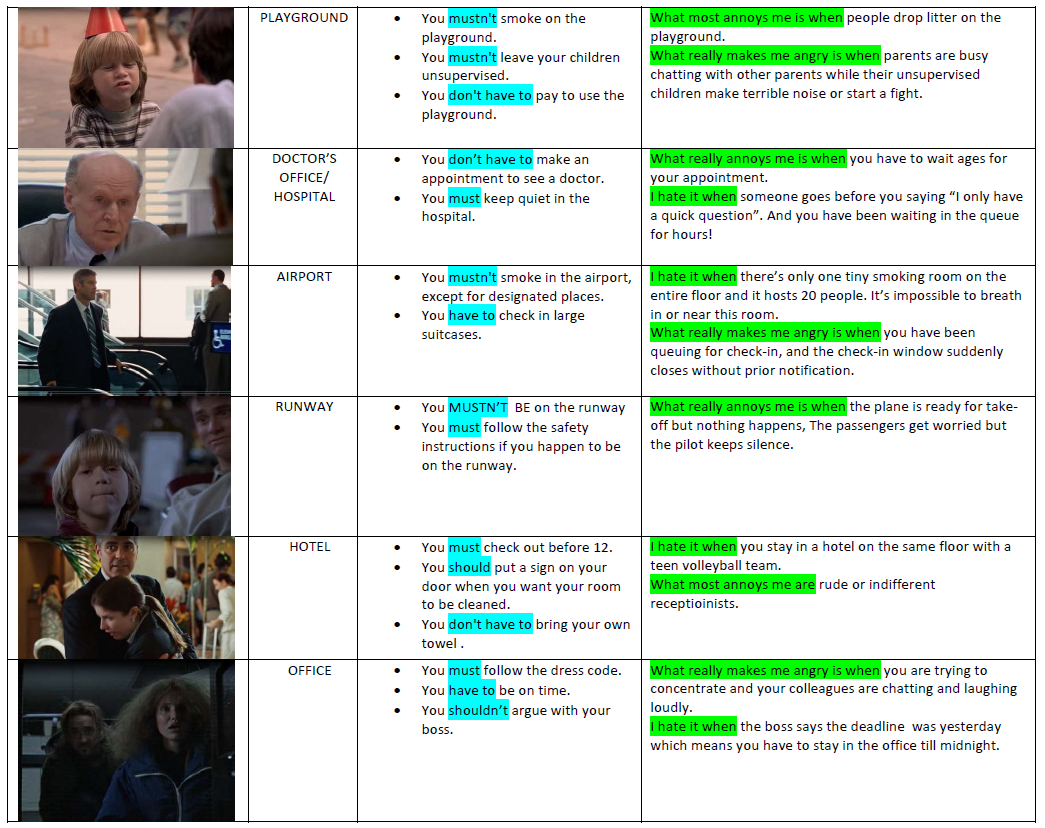 PLAYGROUND
• You mustn't smoke on the
playground.
• You mustn't leave your children
unsupervised.
• You don't have to pay to use the
playground.
What most annoys me is when people drop litter on the
playground.
What really makes me angry is when parents are busy
chatting with other parents while their unsupervised
children make terrible noise or start a fight.
DOCTOR’S
OFFICE/
HOSPITAL
• You don’t have to make an
appointment to see a doctor.
• You must keep quiet in the
hospital.
What really annoys me is when you have to wait ages for
your appointment.
I hate it when someone goes before you saying “I only have
a quick question”. And you have been waiting in the queue
for hours!
AIRPORT
• You mustn't smoke in the airport,
except for designated places.
• You have to check in large
suitcases.
I hate it when there’s only one tiny smoking room on the
entire floor and it hosts 20 people. It’s impossible to breath
in or near this room.
What really makes me angry is when you have been
queuing for check-in, and the check-in window suddenly
closes without prior notification.
RUNWAY
• You MUSTN’T BE on the runway
• You must follow the safety
instructions if you happen to be
on the runway.
What really annoys me is when the plane is ready for take-
off but nothing happens, The passengers get worried but
the pilot keeps silence.
HOTEL
• You must check out before 12.
• You should put a sign on your
door when you want your room
to be cleaned.
• You don't have to bring your own
towel .
I hate it when you stay in a hotel on the same floor with a
teen volleyball team.
What most annoys me are rude or indifferent
receptioinists.
OFFICE
• You must follow the dress code.
• You have to be on time.
• You shouldn’t argue with your
boss.
What really makes me angry is when you are trying to
concentrate and your colleagues are chatting and laughing
loudly.
I hate it when the boss says the deadline was yesterday
which means you have to stay in the office till midnight.